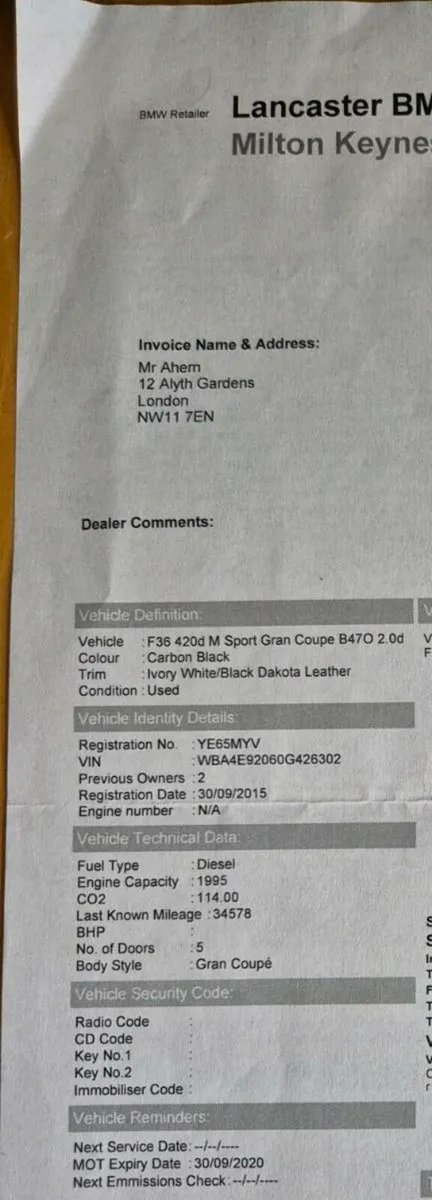 BMW Retailer Lancaster BM
Milton Keyne
Invoice Name & Address:
Mr Ahern
12 Alyth Gardens
London
NW11 7EN
Dealer Comments:
Vehicle Definition:
Vehicle : F36 420d M Sport Gran Coupe B47O 2.0d
Colour : Carbon Black
Trim : Ivory White/Black Dakota Leather
Condition : Used
Vehicle Identity Details:
Registration No. : YE65MYV
VIN : WBA4E92060G426302
Previous Owners : 2
Registration Date : 30/09/2015
Engine number : N/A
Vehicle Technical Data:
Fuel Type : Diesel
Engine Capacity : 1995
CO2 : 114.00
Last Known Mileage : 34578
BHP :
No. of Doors : 5
Body Style : Gran Coupé
Vehicle Security Code:
Radio Code :
CD Code :
Key No.1 :
Key No.2 :
Immobiliser Code :
Vehicle Reminders:
Next Service Date : --/--/----
MOT Expiry Date : 30/09/2020
Next Emmissions Check : --/--/----